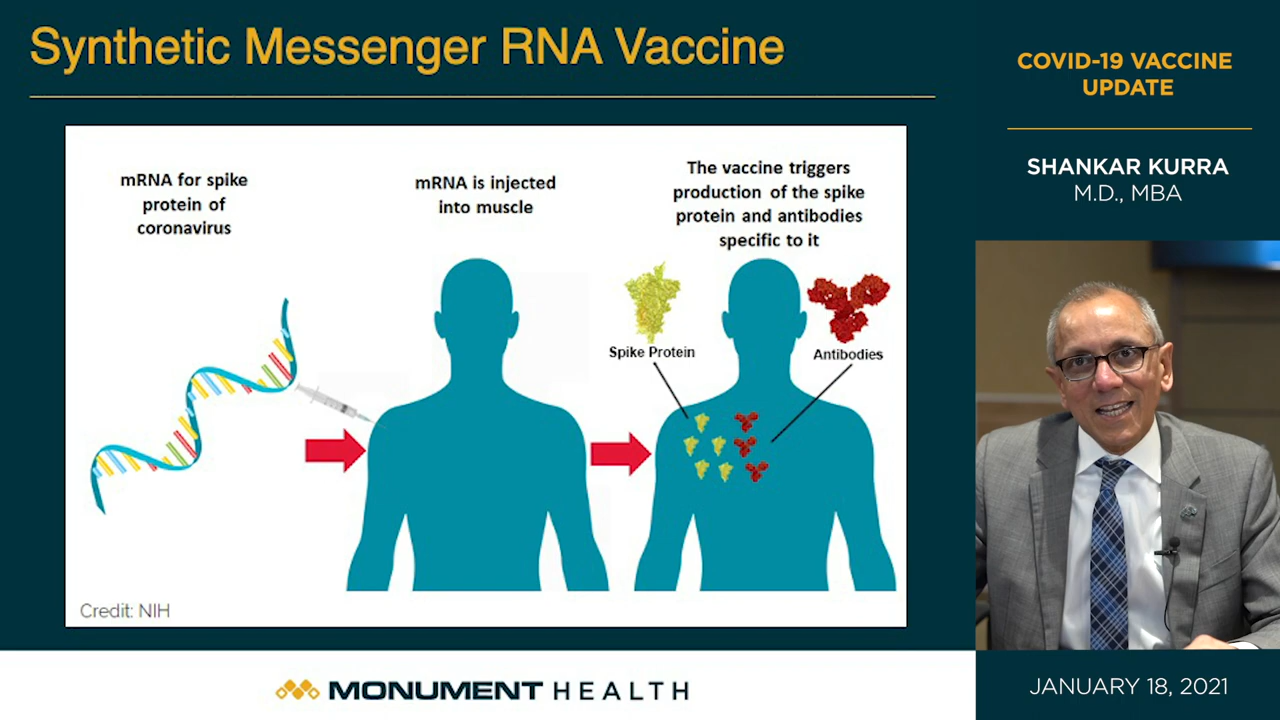 Synthetic Messenger RNA Vaccine
mRNA for spike
protein of
coronavirus
mRNA is injected
into muscle
The vaccine triggers
production of the spike
protein and antibodies
specific to it
Spike Protein
Antibodies
Credit: NIH
MONUMENT HEALTH
COVID-19 VACCINE
UPDATE
SHANKAR KURRA
M.D., MBA
JANUARY 18, 2021